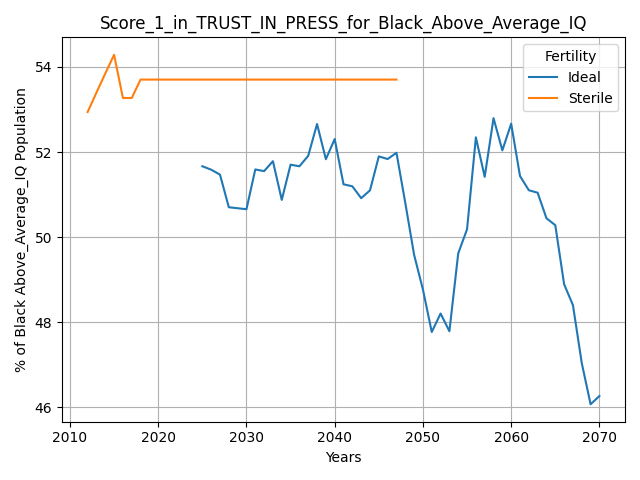 Score_1_in_TRUST_IN_PRESS_for_Black_Above_Average_IQ
% of Black Above_Average_IQ Population
54
52
50
48
46
Fertility
Ideal
Sterile
2010 2020 2030 2040 2050 2060 2070
Years